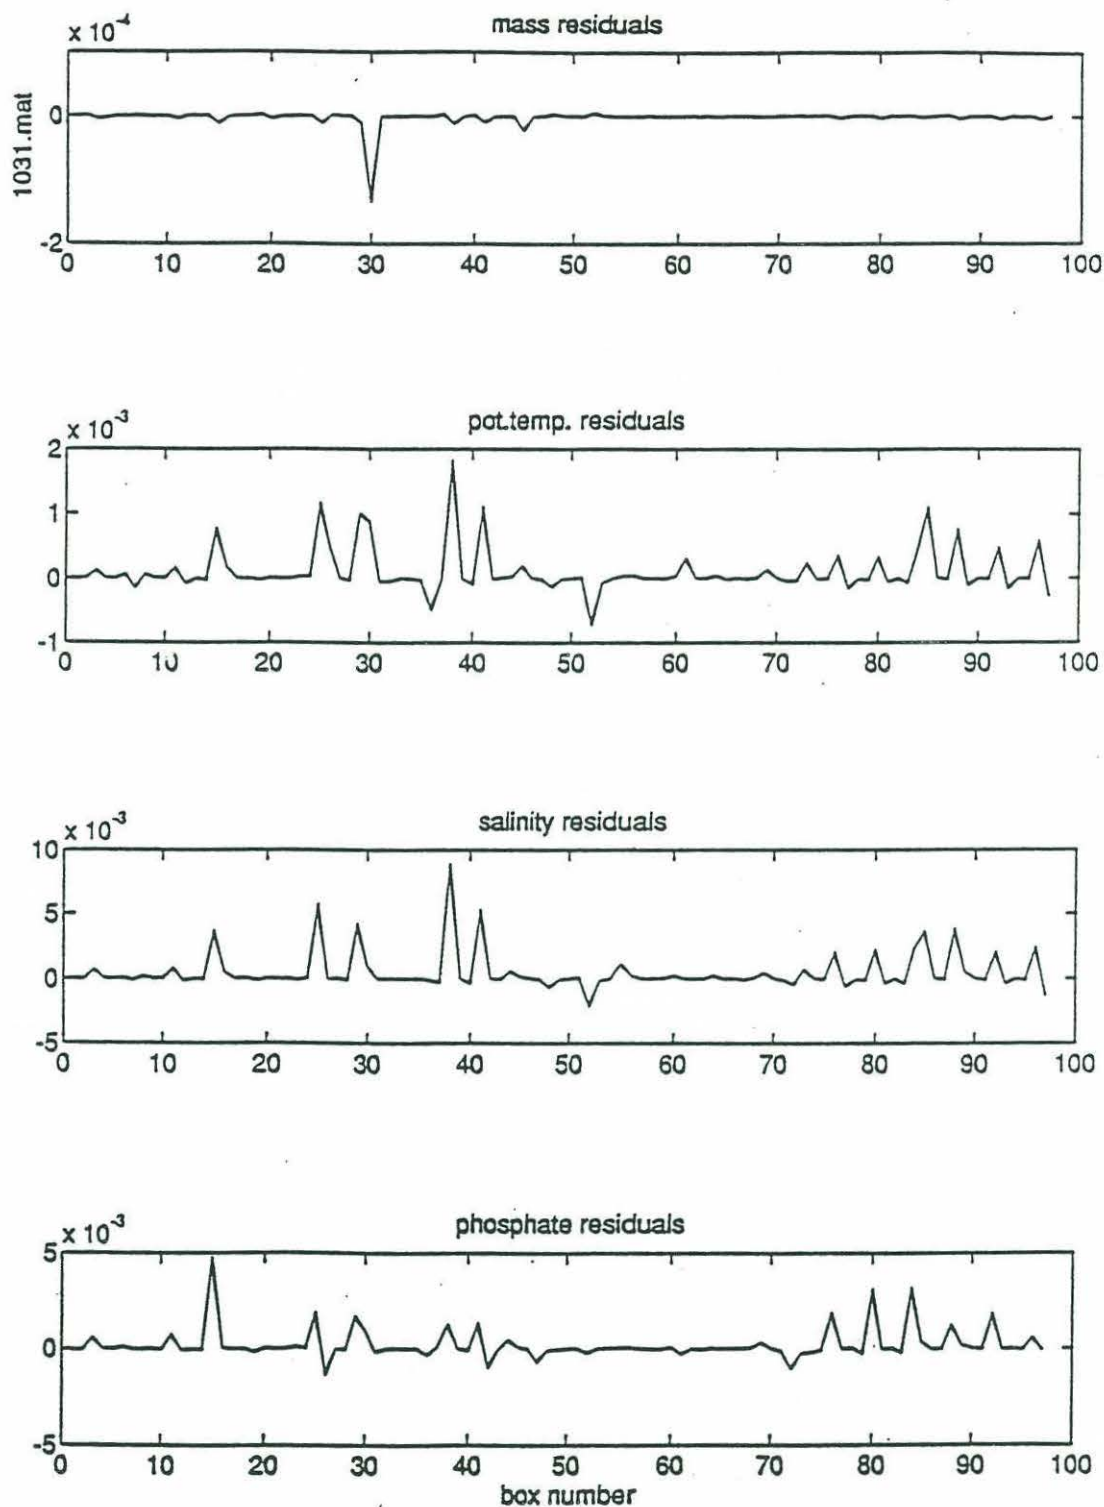 mass residuals
x 10^-4
1031.mat
0
-2
0 10 20 30 40 50 60 70 80 90 100
pot.temp. residuals
x 10^-3
2
1
0
-1
0 10 20 30 40 50 60 70 80 90 100
salinity residuals
x 10^-3
10
5
0
-5
0 10 20 30 40 50 60 70 80 90 100
phosphate residuals
x 10^-3
5
0
-5
0 10 20 30 40 50 60 70 80 90 100
box number